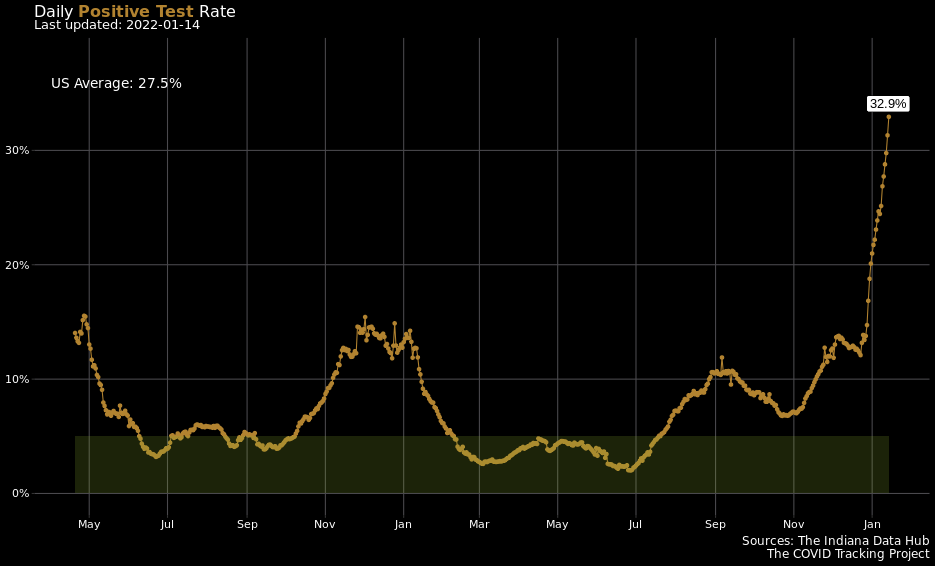 Daily Positive Test Rate
Last updated: 2022-01-14
US Average: 27.5%
32.9%
30%
20%
10%
0%
May Jul Sep Nov Jan Mar May Jul Sep Nov Jan
Sources: The Indiana Data Hub
The COVID Tracking Project